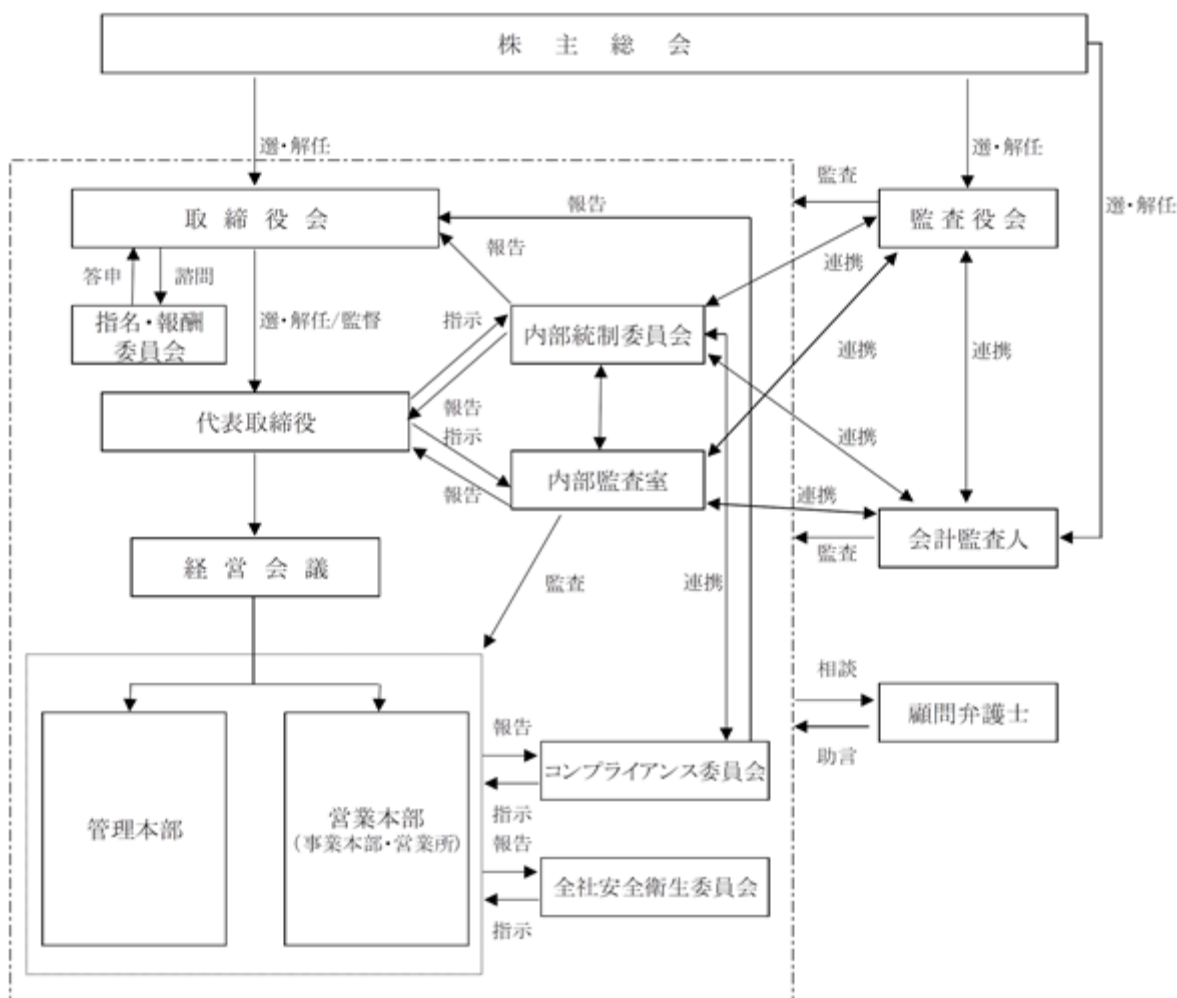 株 主 総 会
選・解任
選・解任
選・解任
監査
取 締 役 会
報告
監 査 役 会
報告
連携
答申
諮問
指名・報酬
委員会
選・解任/監督
指示
内部統制委員会
連携
連携
代表取締役
報告
指示
連携
内部監査室
報告
連携
会計監査人
監査
経 営 会 議
監査
連携
相談
顧問弁護士
助言
報告
コンプライアンス委員会
指示
管理本部
営業本部
(事業本部・営業所)
報告
全社安全衛生委員会
指示